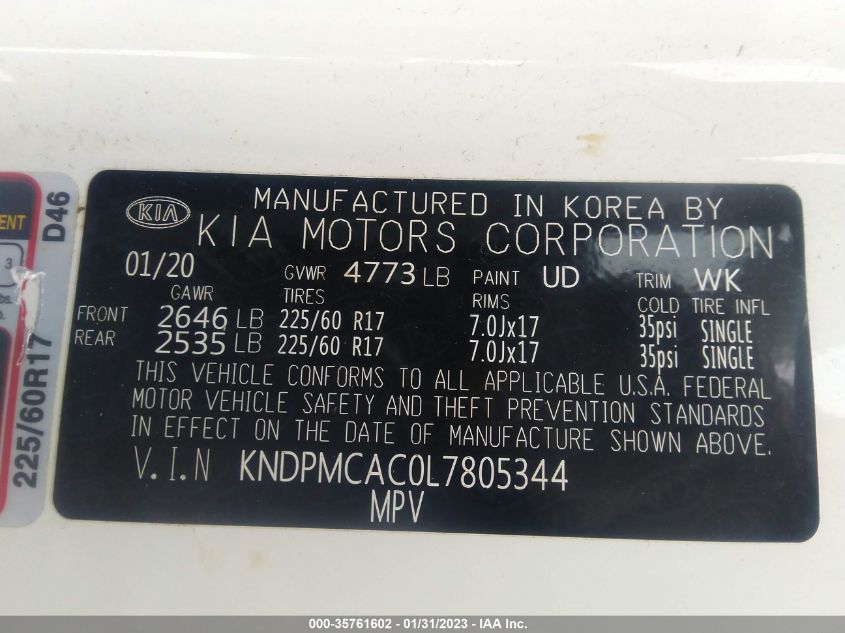 KIA
MANUFACTURED IN KOREA BY
KIA MOTORS CORPORATION
01/20 GVWR 4773 LB PAINT UD TRIM WK
GAWR TIRES RIMS COLD TIRE INFL
FRONT 2646 LB 225/60 R17 7.0Jx17 35psi SINGLE
REAR 2535 LB 225/60 R17 7.0Jx17 35psi SINGLE
THIS VEHICLE CONFORMS TO ALL APPLICABLE U.S.A. FEDERAL
MOTOR VEHICLE SAFETY AND THEFT PREVENTION STANDARDS
IN EFFECT ON THE DATE OF MANUFACTURE SHOWN ABOVE.
V.I.N KNDPMCAC0L7805344
MPV
D46
225/60R17
3
000-35761602 - 01/31/2023 - IAA Inc.